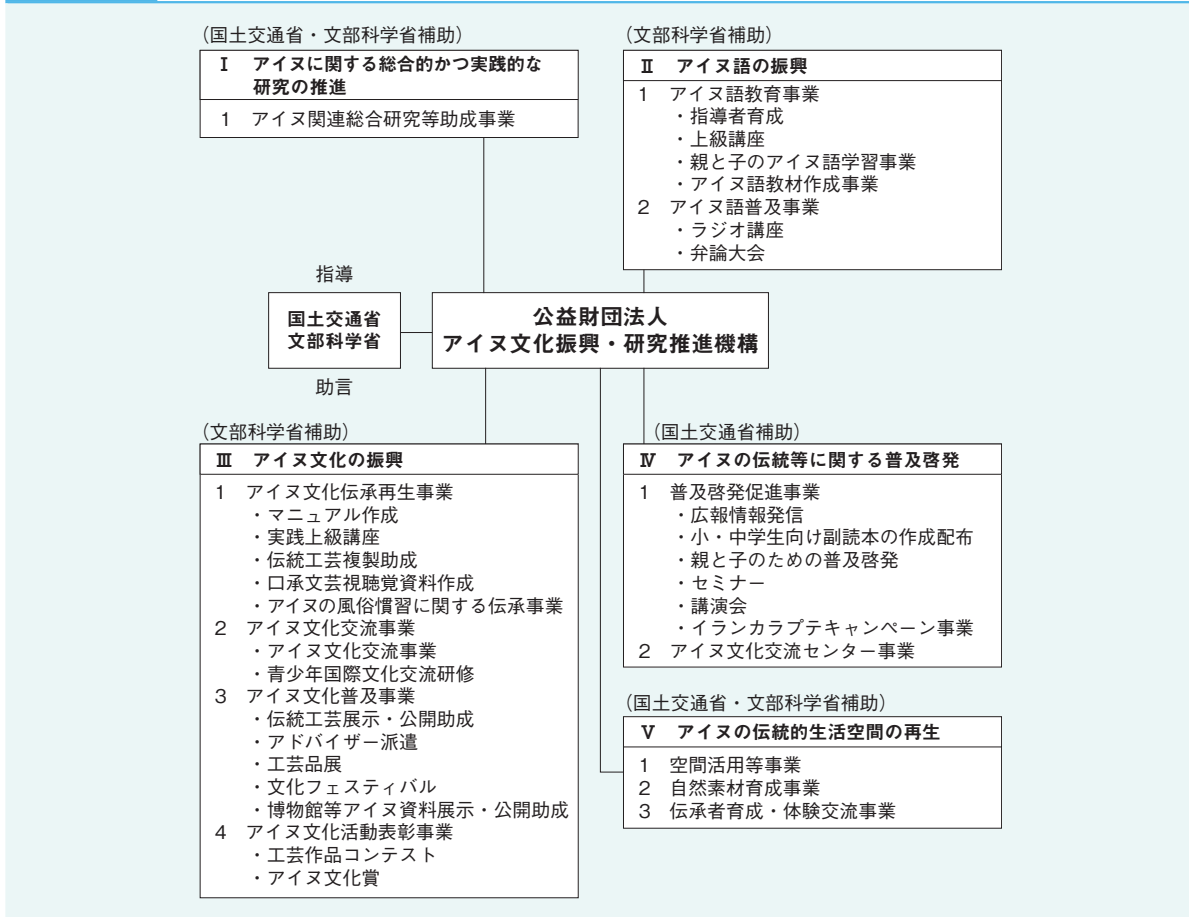 (国土交通省・文部科学省補助)
Ⅰ アイヌに関する総合的かつ実践的な
研究の推進
1 アイヌ関連総合研究等助成事業
(文部科学省補助)
Ⅱ アイヌ語の振興
1 アイヌ語教育事業
・指導者育成
・上級講座
・親と子のアイヌ語学習事業
・アイヌ語教材作成事業
2 アイヌ語普及事業
・ラジオ講座
・弁論大会
指導
国土交通省
文部科学省
助言
公益財団法人
アイヌ文化振興・研究推進機構
(文部科学省補助)
Ⅲ アイヌ文化の振興
1 アイヌ文化伝承再生事業
・マニュアル作成
・実践上級講座
・伝統工芸複製助成
・口承文芸視聴覚資料作成
・アイヌの風俗慣習に関する伝承事業
2 アイヌ文化交流事業
・アイヌ文化交流事業
・青少年国際文化交流研修
3 アイヌ文化普及事業
・伝統工芸展示・公開助成
・アドバイザー派遣
・工芸品展
・文化フェスティバル
・博物館等アイヌ資料展示・公開助成
4 アイヌ文化活動表彰事業
・工芸作品コンテスト
・アイヌ文化賞
(国土交通省補助)
Ⅳ アイヌの伝統等に関する普及啓発
1 普及啓発促進事業
・広報情報発信
・小・中学生向け副読本の作成配布
・親と子のための普及啓発
・セミナー
・講演会
・イランカラプテキャンペーン事業
2 アイヌ文化交流センター事業
(国土交通省・文部科学省補助)
Ⅴ アイヌの伝統的生活空間の再生
1 空間活用等事業
2 自然素材育成事業
3 伝承者育成・体験交流事業